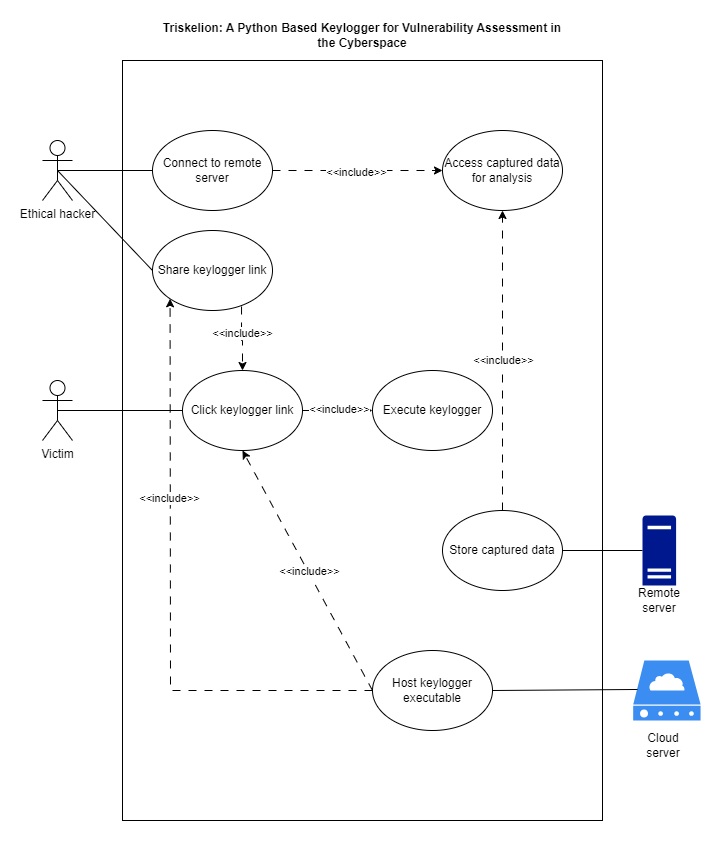 Triskelion: A Python Based Keylogger for Vulnerability Assessment in
the Cyberspace
Connect to remote
server
<<include>>
Access captured data
for analysis
Ethical hacker
Share keylogger link
<<include>>
<<include>>
Click keylogger link
<<include>>
Execute keylogger
Victim
<<include>>
Store captured data
<<include>>
Remote
server
Host keylogger
executable
Cloud
server